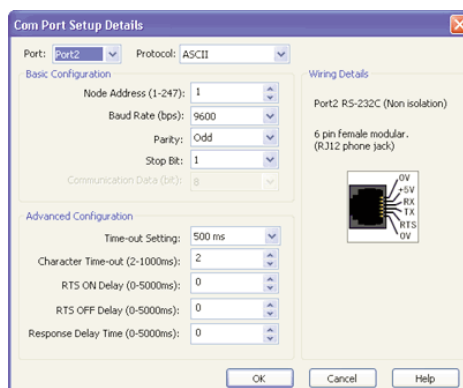 Com Port Setup Details
Port: Port2 Protocol: ASCII
Basic Configuration
Node Address (1-247): 1
Baud Rate (bps): 9600
Parity: Odd
Stop Bit: 1
Communication Data (bit): 8
Advanced Configuration
Time-out Setting: 500 ms
Character Time-out (2-1000ms): 2
RTS ON Delay (0-5000ms): 0
RTS OFF Delay (0-5000ms): 0
Response Delay Time (0-5000ms): 0
Wiring Details
Port2 RS-232C (Non isolation)
6 pin female modular.
(RJ12 phone jack)
0V
+5V
RX
TX
RTS
0V
OK Cancel Help